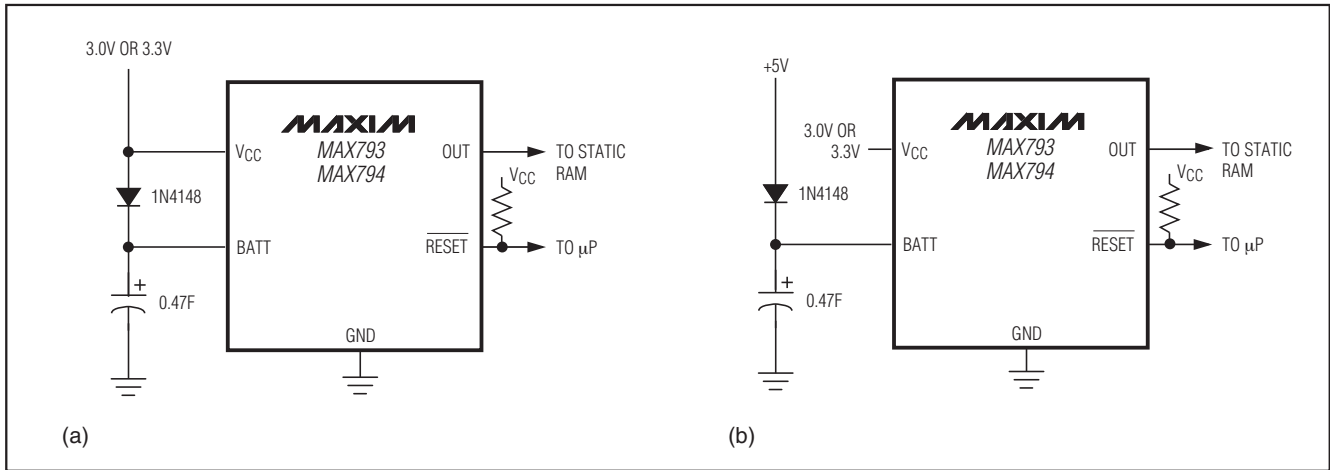 3.0V OR 3.3V
MAXIM
MAX793
MAX794
VCC
OUT
TO STATIC
RAM
VCC
1N4148
BATT
RESET
TO μP
+
0.47F
GND
(a)
+5V
3.0V OR
3.3V
MAXIM
MAX793
MAX794
VCC
OUT
TO STATIC
RAM
VCC
1N4148
BATT
RESET
TO μP
+
0.47F
GND
(b)